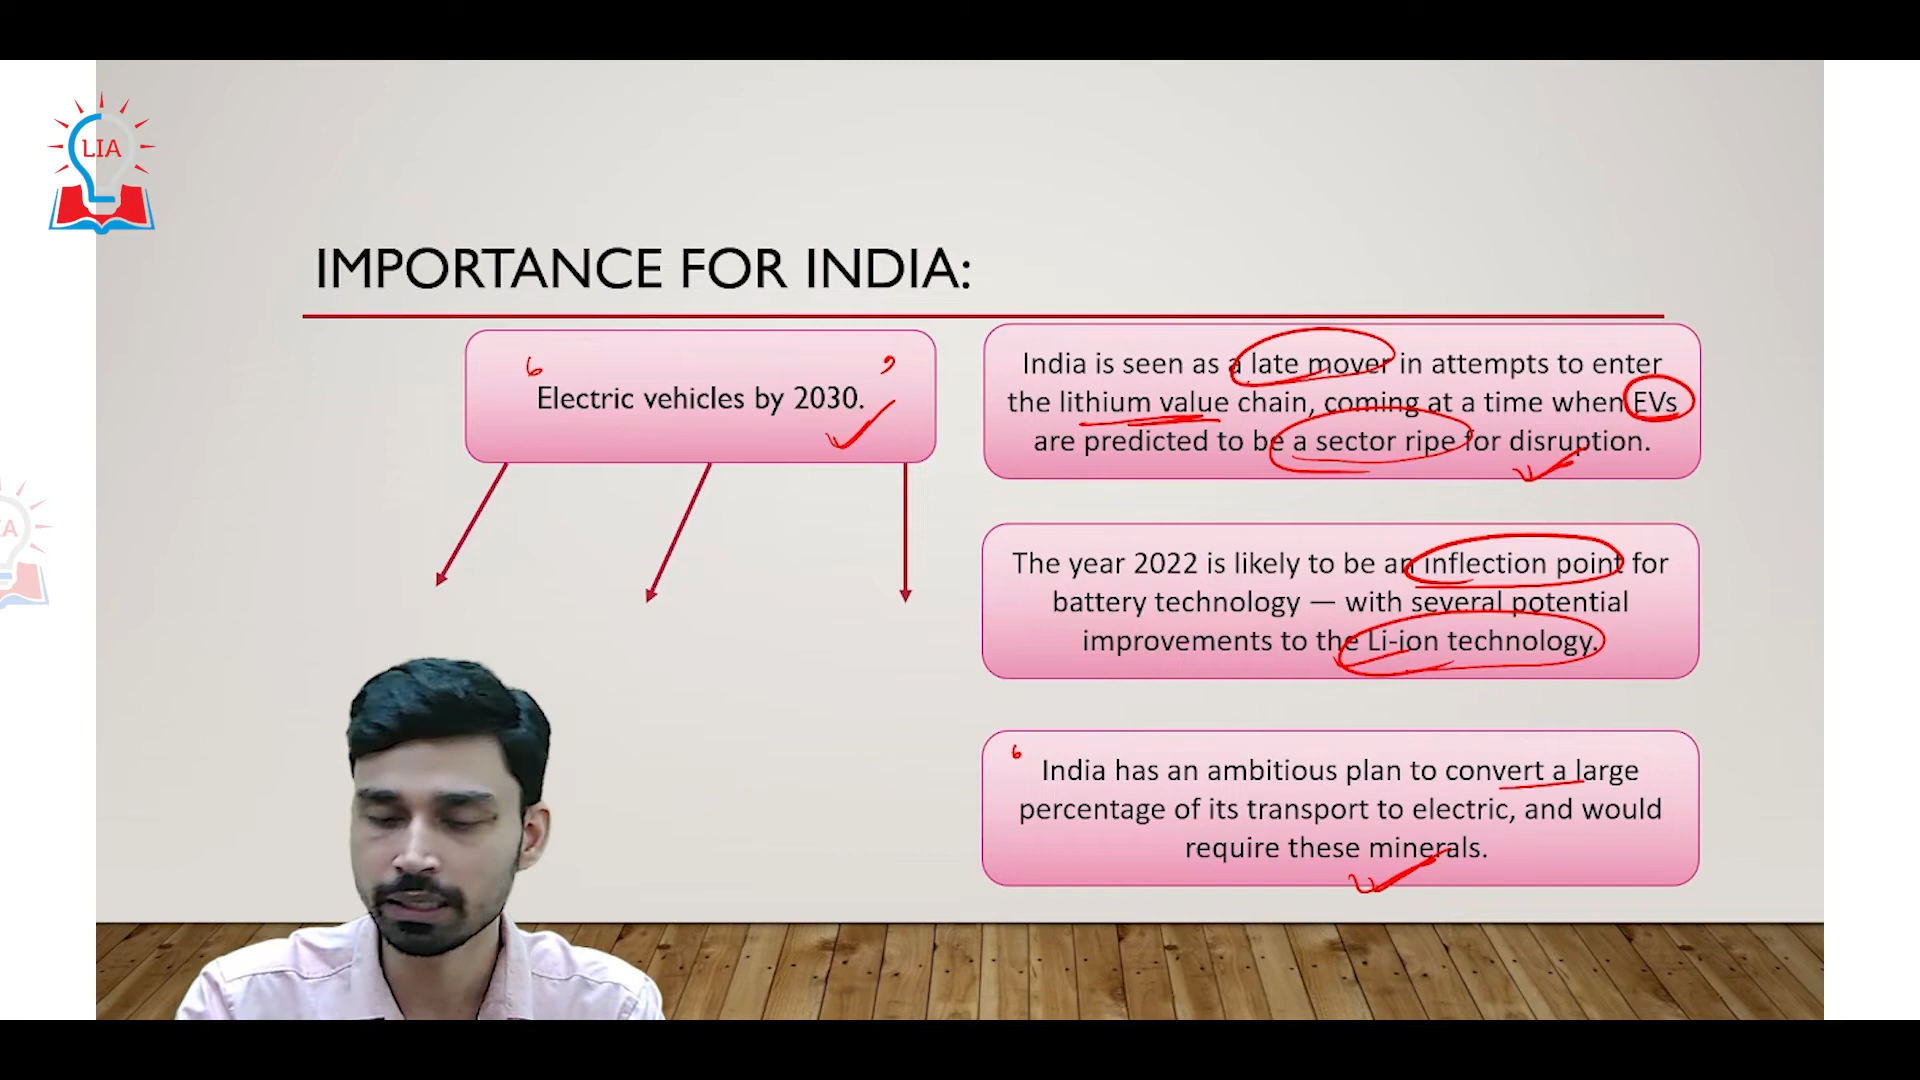 LIA
IMPORTANCE FOR INDIA:
Electric vehicles by 2030.
India is seen as a late mover in attempts to enter
the lithium value chain, coming at a time when EVs
are predicted to be a sector ripe for disruption.
The year 2022 is likely to be an inflection point for
battery technology — with several potential
improvements to the Li-ion technology.
India has an ambitious plan to convert a large
percentage of its transport to electric, and would
require these minerals.